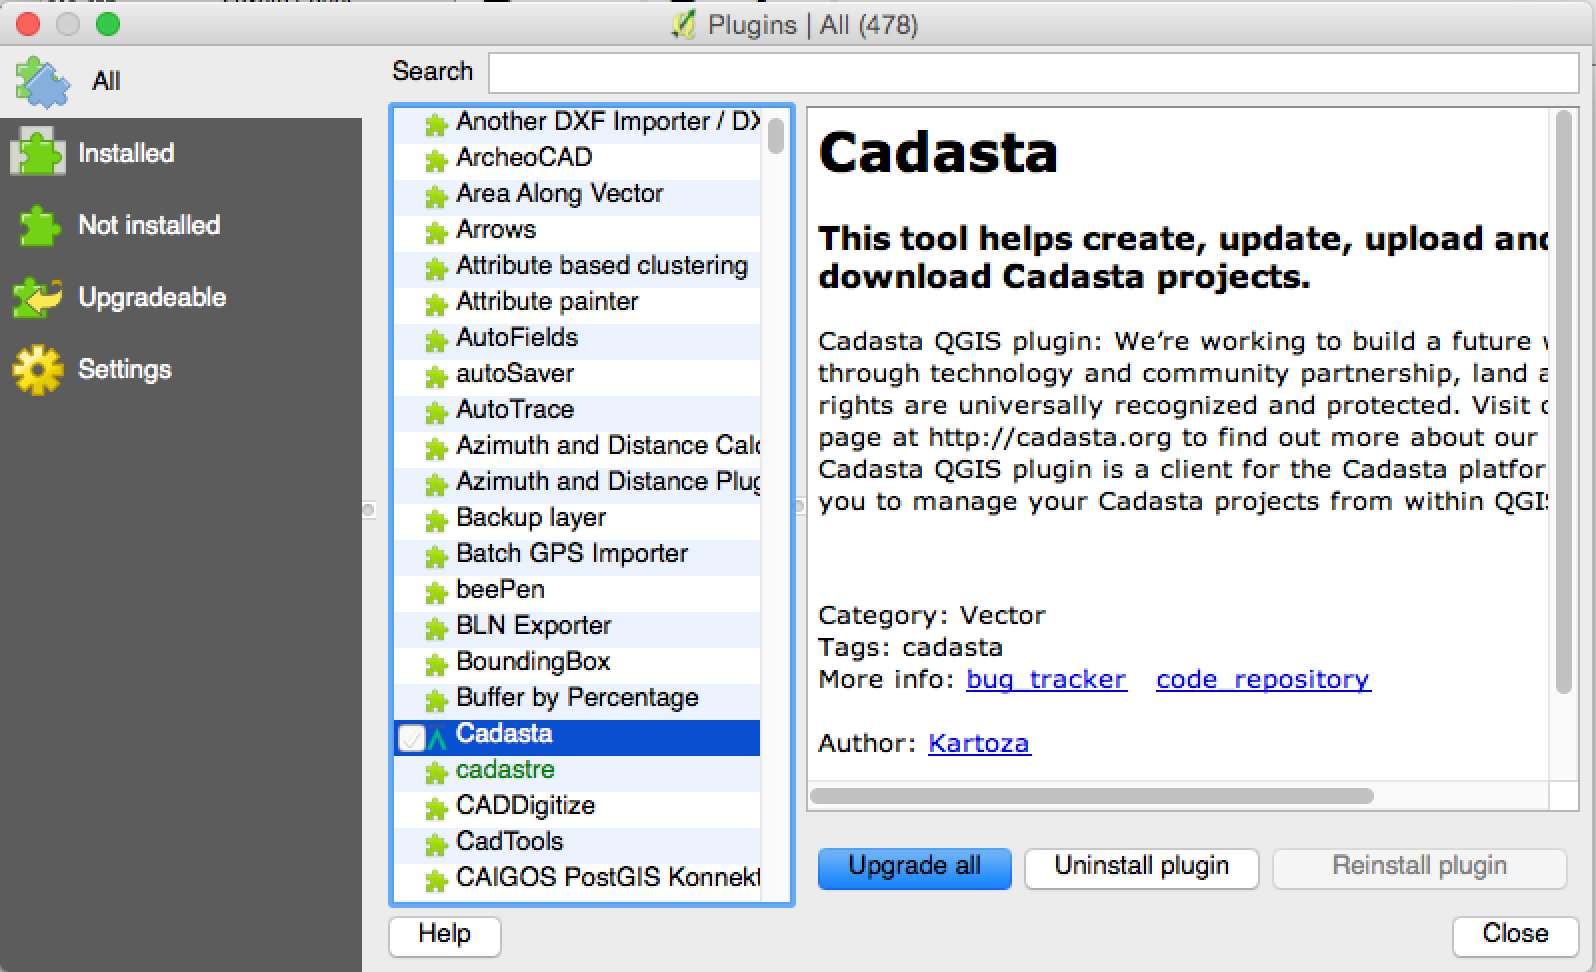 Plugins | All (478)
All
Installed
Not installed
Upgradeable
Settings
Search
Another DXF Importer / DX
ArcheoCAD
Area Along Vector
Arrows
Attribute based clustering
Attribute painter
AutoFields
autoSaver
AutoTrace
Azimuth and Distance Calc
Azimuth and Distance Plug
Backup layer
Batch GPS Importer
beePen
BLN Exporter
BoundingBox
Buffer by Percentage
Cadasta
cadastre
CADDigitize
CadTools
CAIGOS PostGIS Konnekt
Cadasta
This tool helps create, update, upload and
download Cadasta projects.
Cadasta QGIS plugin: We’re working to build a future
through technology and community partnership, land
rights are universally recognized and protected. Visit
page at http://cadasta.org to find out more about our
Cadasta QGIS plugin is a client for the Cadasta platfor
you to manage your Cadasta projects from within QGIS
Category: Vector
Tags: cadasta
More info: bug tracker code repository
Author: Kartoza
Upgrade all
Uninstall plugin
Reinstall plugin
Help
Close